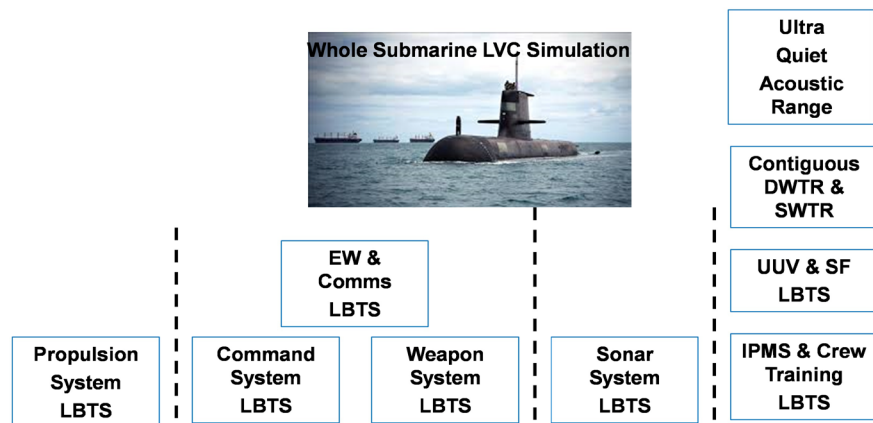 Whole Submarine LVC Simulation
Ultra
Quiet
Acoustic
Range
Contiguous
DWTR &
SWTR
EW &
Comms
LBTS
UUV & SF
LBTS
Propulsion
System
LBTS
Command
System
LBTS
Weapon
System
LBTS
Sonar
System
LBTS
IPMS & Crew
Training
LBTS